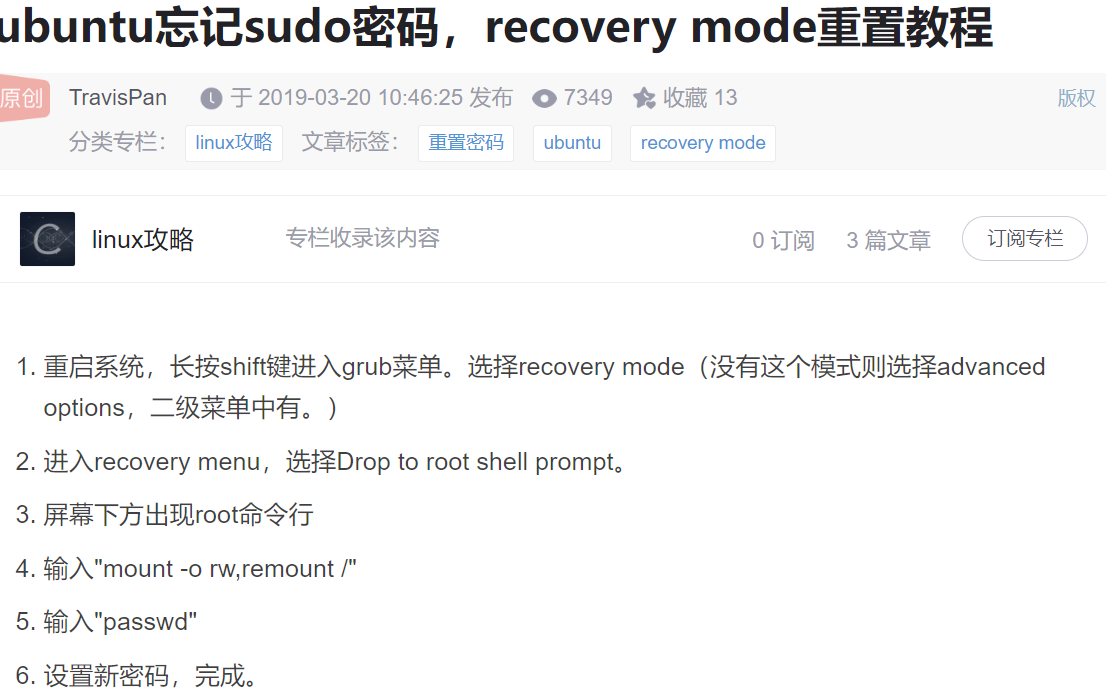 ubuntu忘记sudo密码，recovery mode重置教程
原创 TravisPan 于 2019-03-20 10:46:25 发布 7349 收藏 13 版权
分类专栏： linux攻略 文章标签： 重置密码 ubuntu recovery mode
C linux攻略 专栏收录该内容 0 订阅 3 篇文章 订阅专栏
1. 重启系统，长按shift键进入grub菜单。选择recovery mode（没有这个模式则选择advanced
options，二级菜单中有。）
2. 进入recovery menu，选择Drop to root shell prompt。
3. 屏幕下方出现root命令行
4. 输入"mount -o rw,remount /"
5. 输入"passwd"
6. 设置新密码，完成。